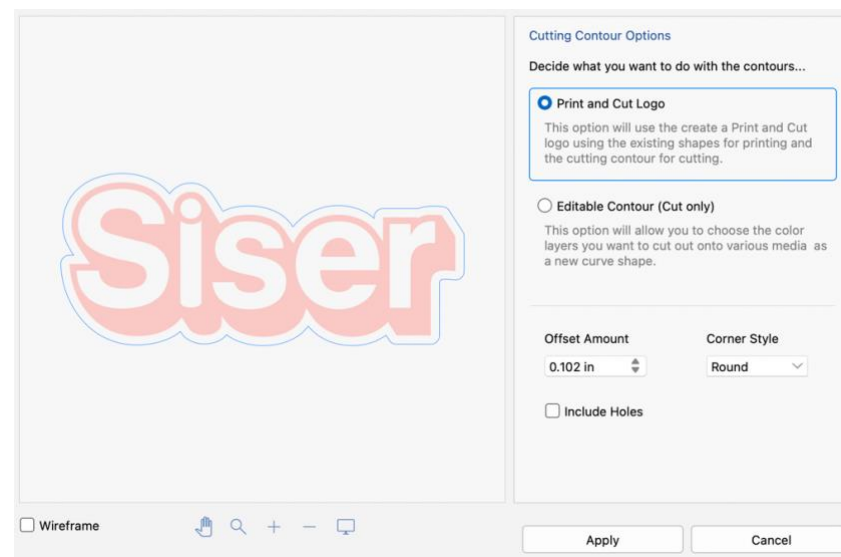 Siser
Wireframe
Cutting Contour Options
Decide what you want to do with the contours...
Print and Cut Logo
This option will use the create a Print and Cut
logo using the existing shapes for printing and
the cutting contour for cutting.
Editable Contour (Cut only)
This option will allow you to choose the color
layers you want to cut out onto various media as
a new curve shape.
Offset Amount
Corner Style
0.102 in
Round
Include Holes
Apply
Cancel